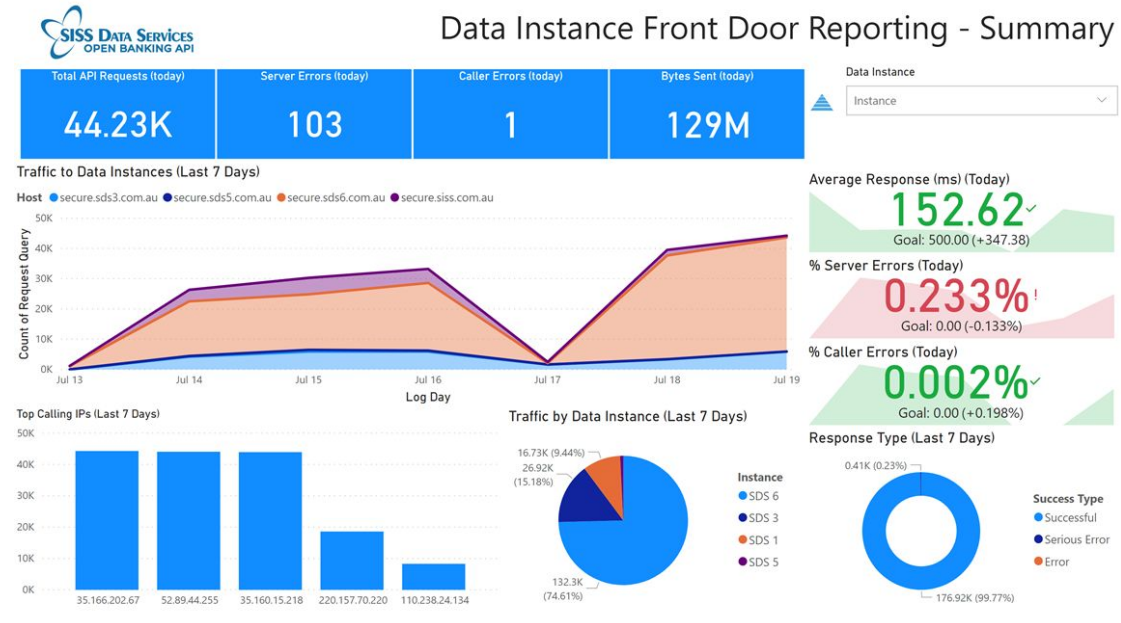 SISS DATA SERVICES
OPEN BANKING API
Data Instance Front Door Reporting - Summary
Total API Requests (today)
44.23K
Server Errors (today)
103
Caller Errors (today)
1
Bytes Sent (today)
129M
Data Instance
Instance
Traffic to Data Instances (Last 7 Days)
Host secure.sds3.com.au secure.sds5.com.au secure.sds6.com.au secure.siss.com.au
Count of Request Query
50K
40K
30K
20K
10K
0K
Jul 13 Jul 14 Jul 15 Jul 16 Jul 17 Jul 18 Jul 19
Log Day
Average Response (ms) (Today)
152.62
Goal: 500.00 (+347.38)
% Server Errors (Today)
0.233%!
Goal: 0.00 (-0.133%)
% Caller Errors (Today)
0.002%
Goal: 0.00 (+0.198%)
Top Calling IPs (Last 7 Days)
50K
40K
30K
20K
10K
0K
35.166.202.67 52.89.44.255 35.160.15.218 220.157.70.220 110.238.24.134
Traffic by Data Instance (Last 7 Days)
16.73K (9.44%)
26.92K
(15.18%)
132.3K
(74.61%)
Instance
SDS 6
SDS 3
SDS 1
SDS 5
Response Type (Last 7 Days)
0.41K (0.23%)
176.92K (99.77%)
Success Type
Successful
Serious Error
Error